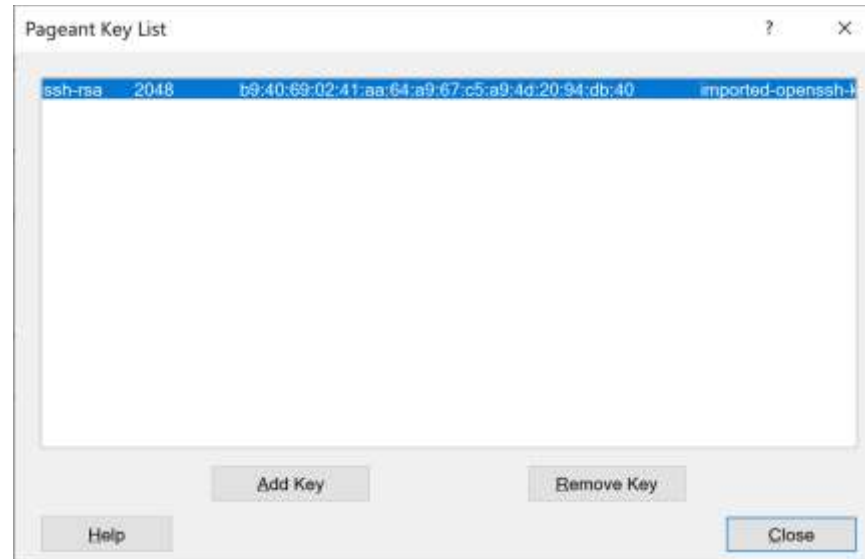 Pageant Key List ? ×
ssh-rsa 2048 b9:40:69:02:41:aa:64:a9:67:c5:a9:4d:20:94:db:40 imported-openssh-k
Add Key Remove Key
Help Close